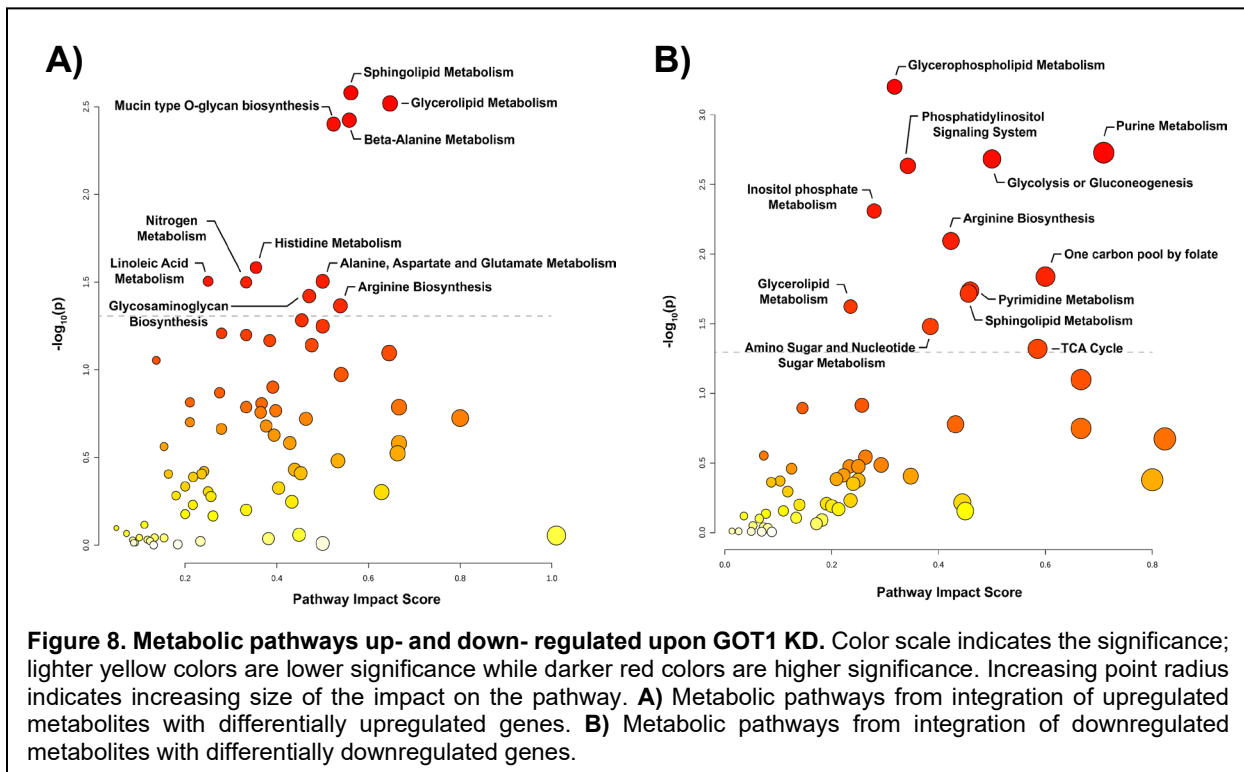 A)
Sphingolipid Metabolism
Mucin type O-glycan biosynthesis
Glycerolipid Metabolism
Beta-Alanine Metabolism
Nitrogen
Metabolism
Histidine Metabolism
Linoleic Acid
Metabolism
Alanine, Aspartate and Glutamate Metabolism
Glycosaminoglycan
Biosynthesis
Arginine Biosynthesis
-log10(p)
2.5
2.0
1.5
1.0
0.5
0.0
0.2 0.4 0.6 0.8 1.0
Pathway Impact Score
B)
Glycerophospholipid Metabolism
Phosphatidylinositol
Signaling System
Purine Metabolism
Glycolysis or Gluconeogenesis
Inositol phosphate
Metabolism
Arginine Biosynthesis
One carbon pool by folate
Glycerolipid
Metabolism
Pyrimidine Metabolism
Sphingolipid Metabolism
Amino Sugar and Nucleotide
Sugar Metabolism
TCA Cycle
-log10(p)
3.0
2.5
2.0
1.5
1.0
0.5
0.0
0.0 0.2 0.4 0.6 0.8
Pathway Impact Score
Figure 8. Metabolic pathways up- and down- regulated upon GOT1 KD. Color scale indicates the significance;
lighter yellow colors are lower significance while darker red colors are higher significance. Increasing point radius
indicates increasing size of the impact on the pathway. A) Metabolic pathways from integration of upregulated
metabolites with differentially upregulated genes. B) Metabolic pathways from integration of downregulated
metabolites with differentially downregulated genes.